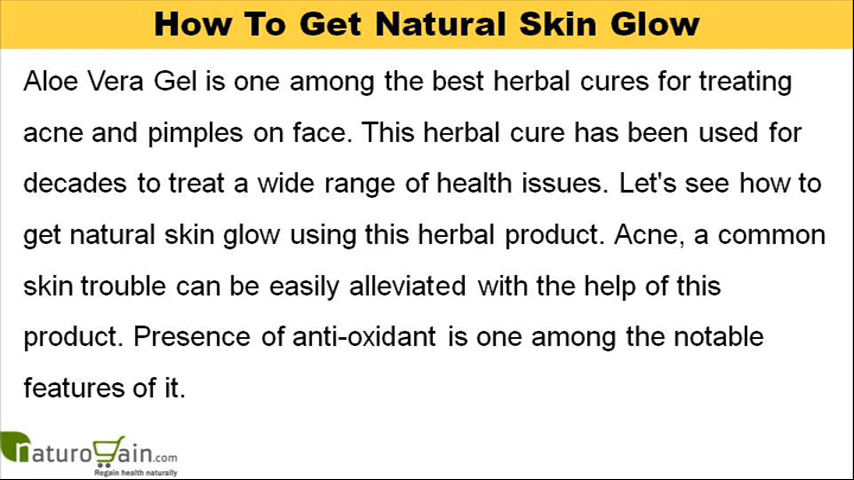 How To Get Natural Skin Glow
Aloe Vera Gel is one among the best herbal cures for treating
acne and pimples on face. This herbal cure has been used for
decades to treat a wide range of health issues. Let's see how to
get natural skin glow using this herbal product. Acne, a common
skin trouble can be easily alleviated with the help of this
product. Presence of anti-oxidant is one among the notable
features of it.
naturogain.com
Regain health naturally